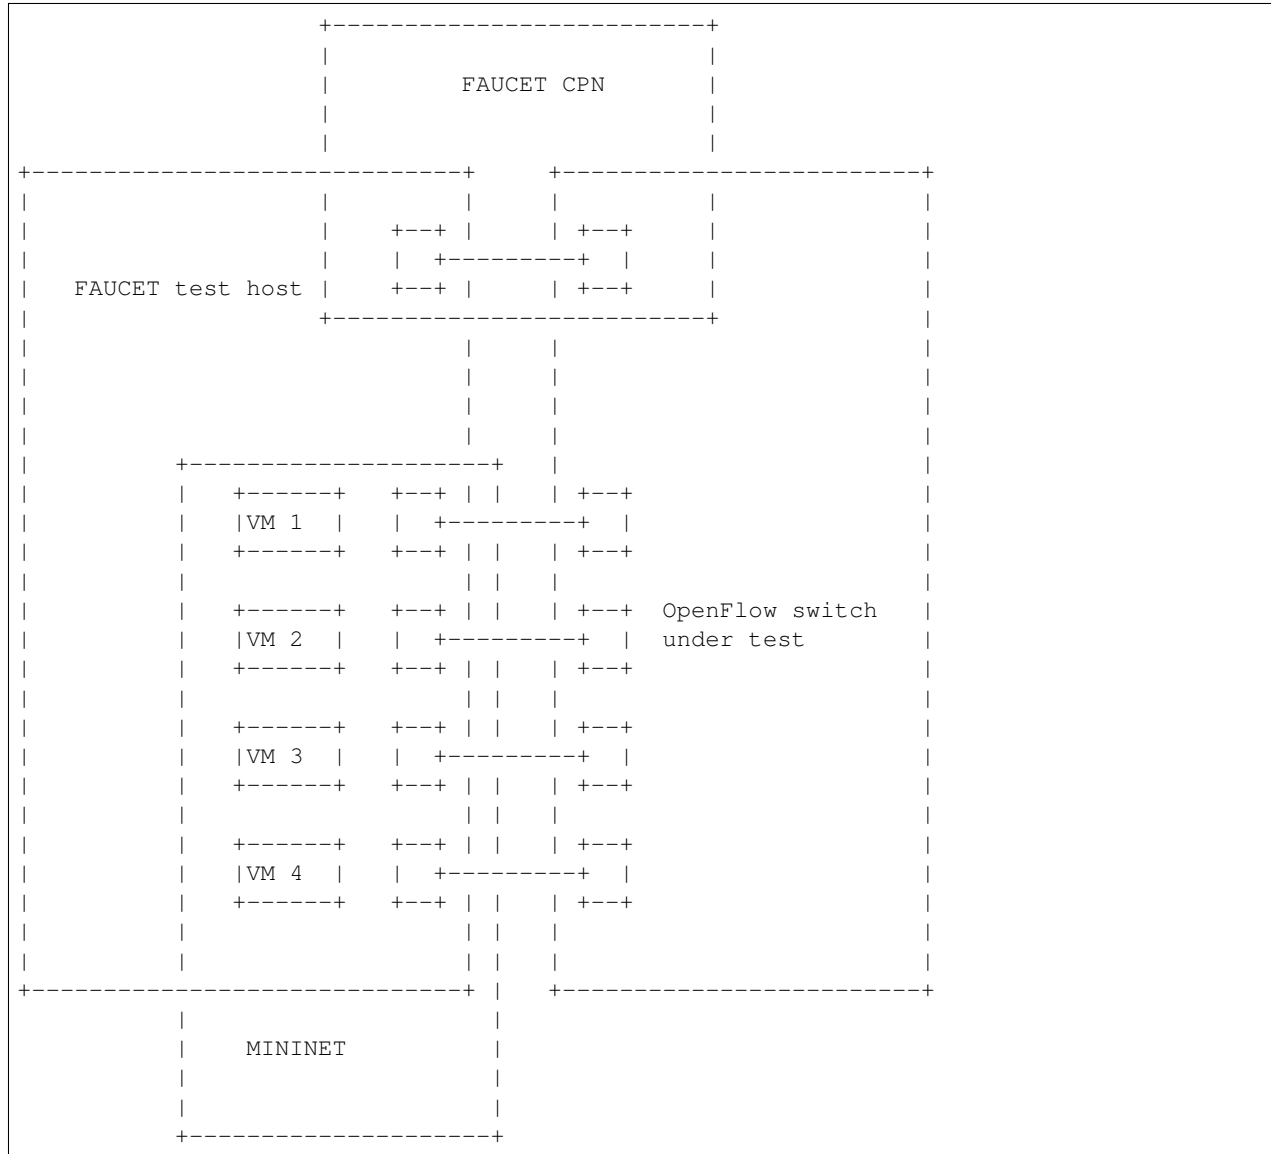 FAUCET CPN
FAUCET test host
VM 1
VM 2
OpenFlow switch
under test
VM 3
VM 4
MININET